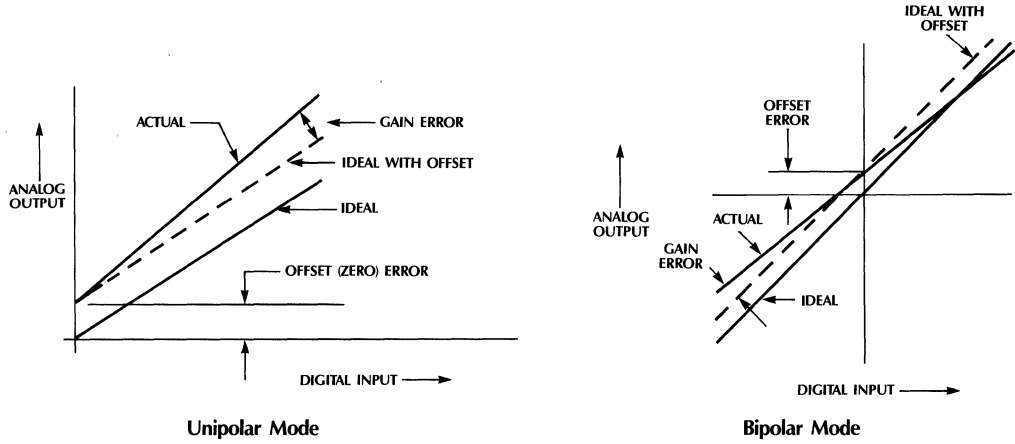 ACTUAL
GAIN ERROR
IDEAL WITH OFFSET
ANALOG
OUTPUT
IDEAL
OFFSET (ZERO) ERROR
DIGITAL INPUT
Unipolar Mode
IDEAL WITH
OFFSET
OFFSET
ERROR
ANALOG
OUTPUT
ACTUAL
GAIN
ERROR
IDEAL
DIGITAL INPUT
Bipolar Mode